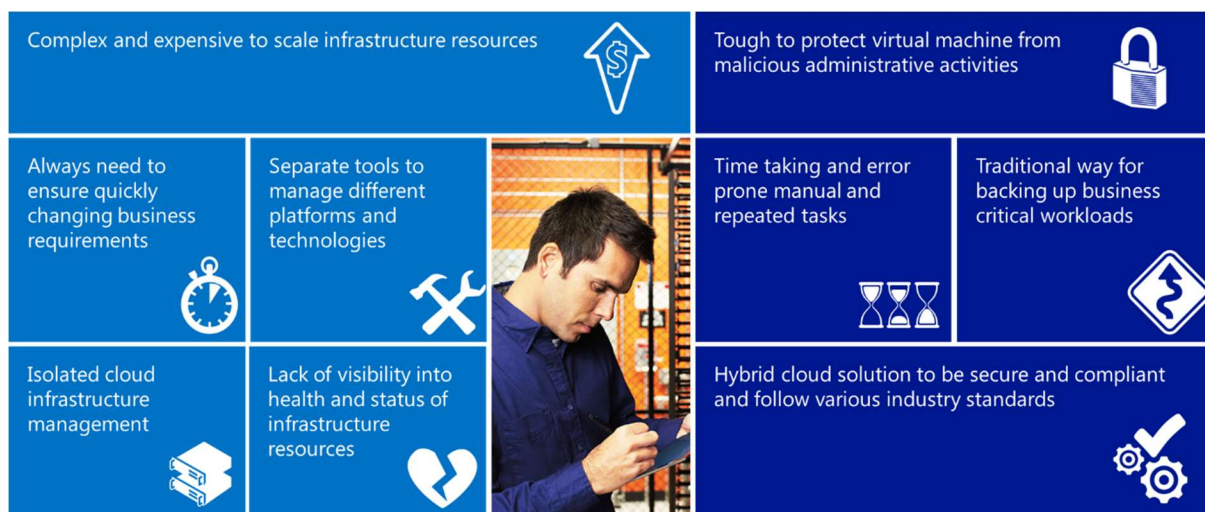 Complex and expensive to scale infrastructure resources
$
Tough to protect virtual machine from
malicious administrative activities
Always need to
ensure quickly
changing business
requirements
Separate tools to
manage different
platforms and
technologies
Time taking and error
prone manual and
repeated tasks
Traditional way for
backing up business
critical workloads
Isolated cloud
infrastructure
management
Lack of visibility into
health and status of
infrastructure
resources
Hybrid cloud solution to be secure and compliant
and follow various industry standards